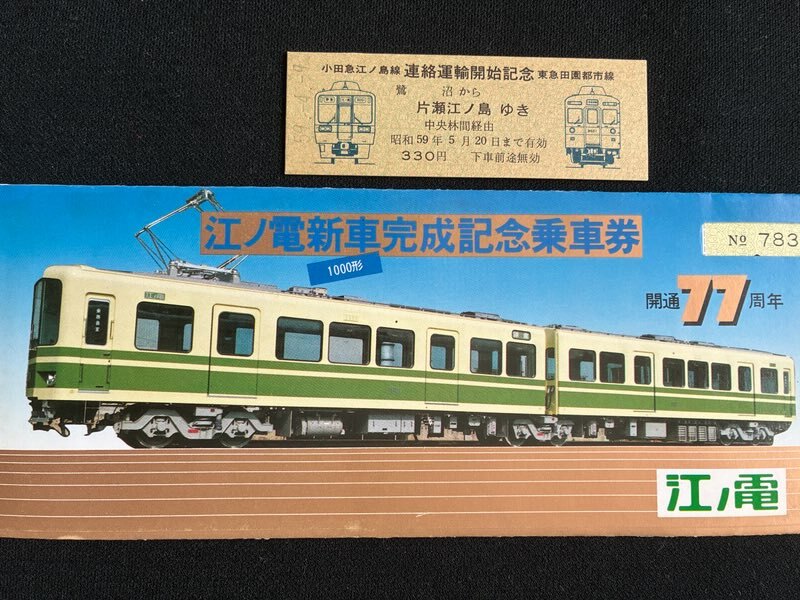 小田急江ノ島線 連絡運輸開始記念 東急田園都市線
鷺沼から
片瀬江ノ島 ゆき
中央林間経由
昭和59年5月20日まで有効
330円 下車前途無効
江ノ電新車完成記念乗車券
1000形
№ 783
開通77周年
江ノ電
江ノ電